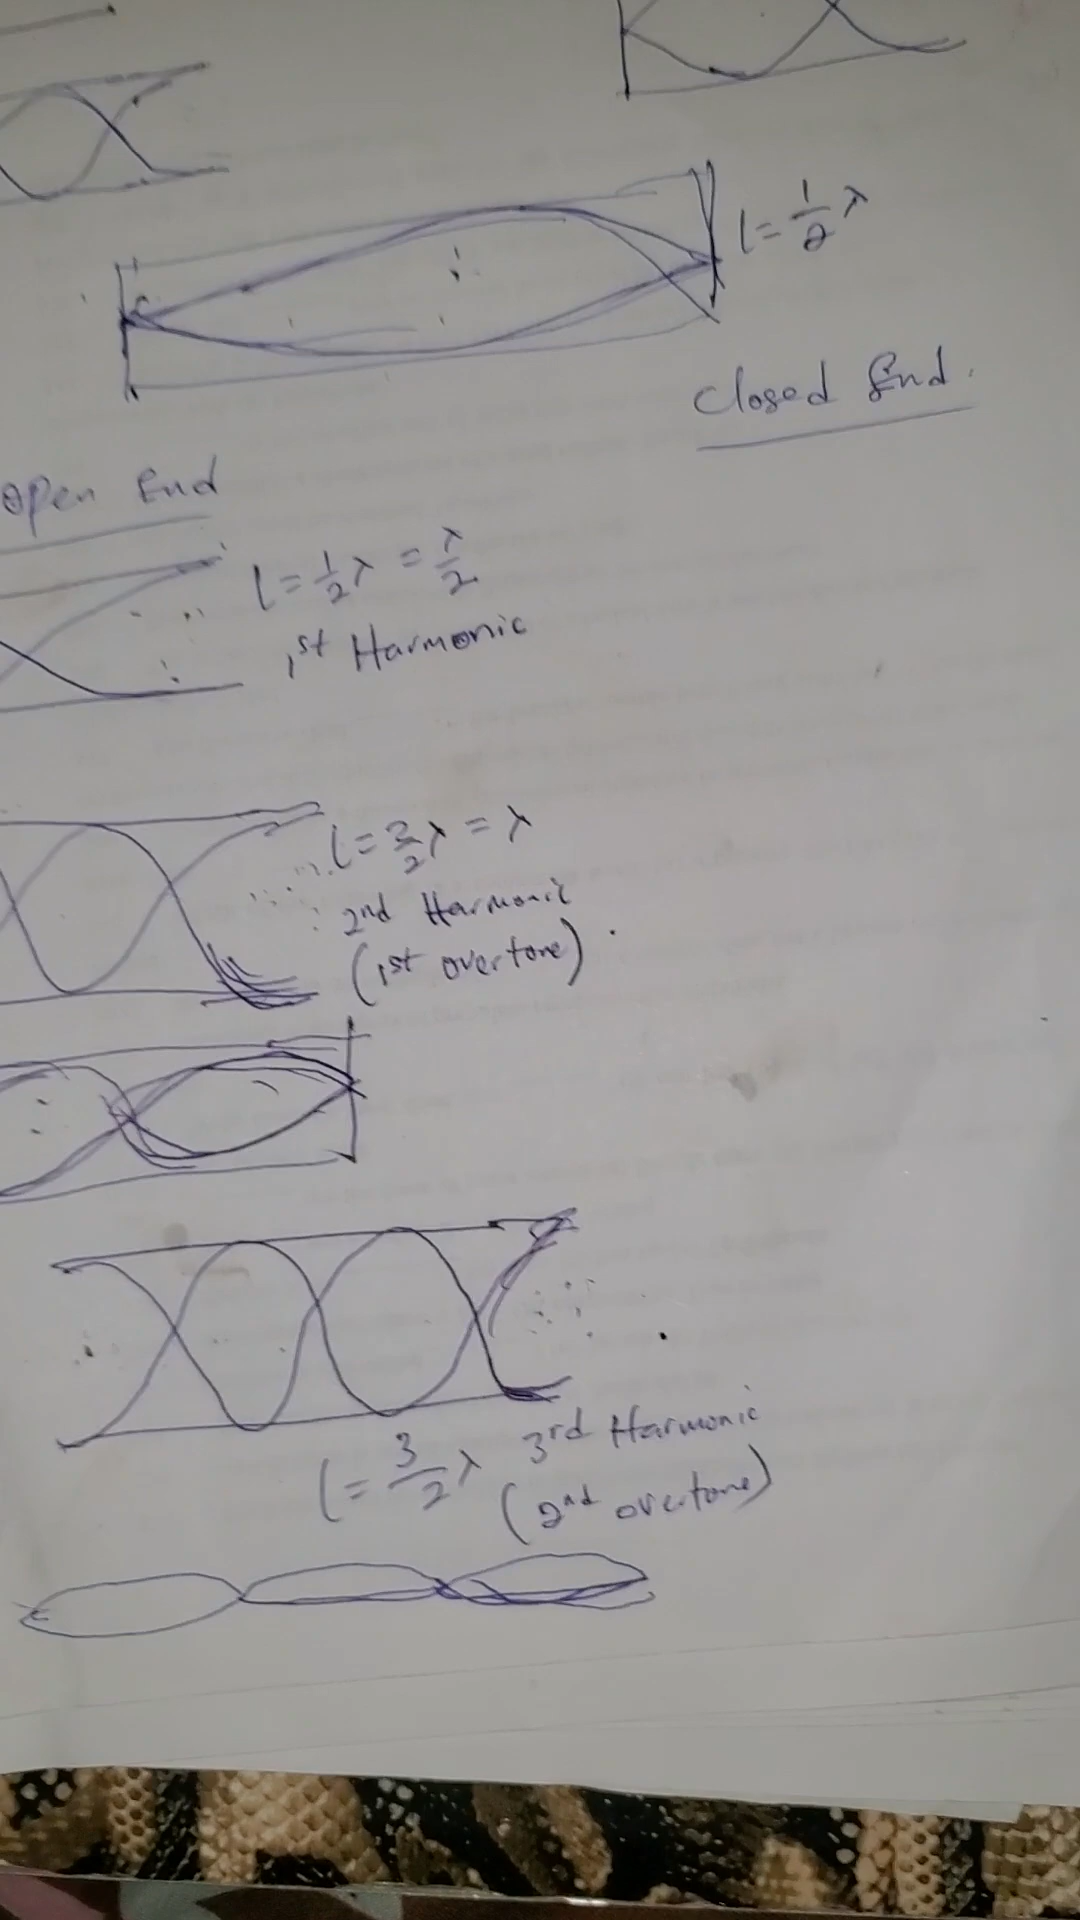 l = 1/2 λ
Closed End.
Open End
l = 1/2 λ = λ/2
1st Harmonic
l = 2/2 λ = λ
2nd Harmonic
(1st overtone)
l = 3/2 λ 3rd Harmonic
(2nd overtone)